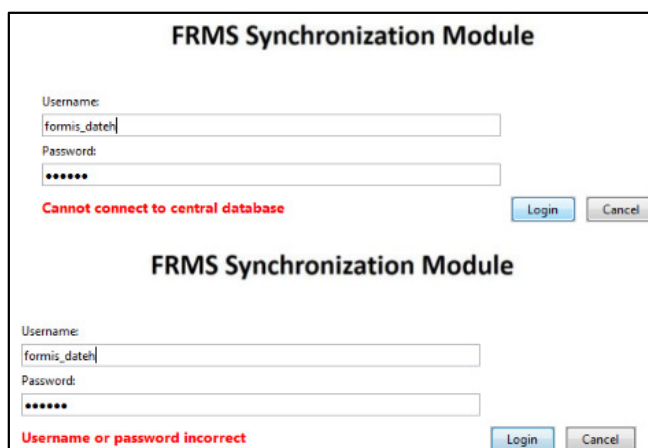 FRMS Synchronization Module
Username:
formis_dateh
Password:
••••••
Cannot connect to central database
Login Cancel
FRMS Synchronization Module
Username:
formis_dateh
Password:
••••••
Username or password incorrect
Login Cancel